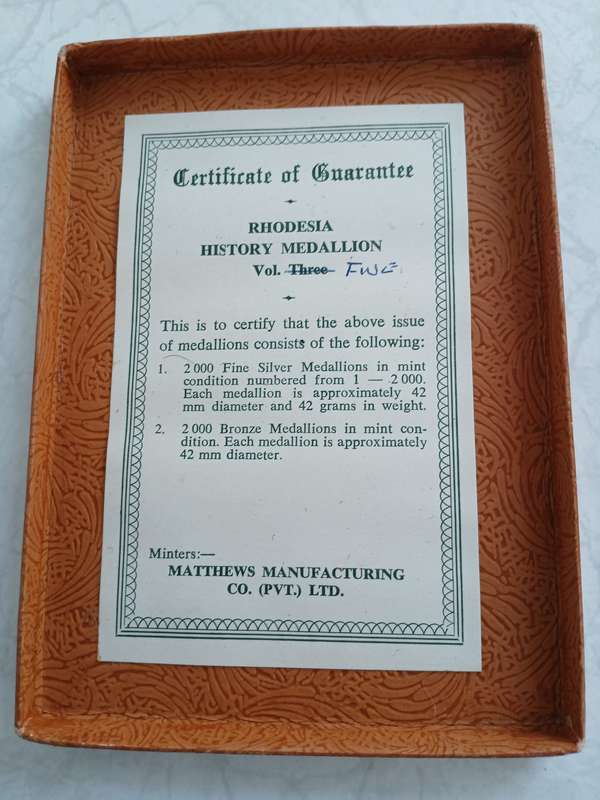 Certificate of Guarantee
RHODESIA
HISTORY MEDALLION
Vol. Three FIVE
This is to certify that the above issue
of medallions consists of the following:
1. 2 000 Fine Silver Medallions in mint
condition numbered from 1 — 2 000.
Each medallion is approximately 42
mm diameter and 42 grams in weight.
2. 2 000 Bronze Medallions in mint con-
dition. Each medallion is approximately
42 mm diameter.
Minters:—
MATTHEWS MANUFACTURING
CO. (PVT.) LTD.